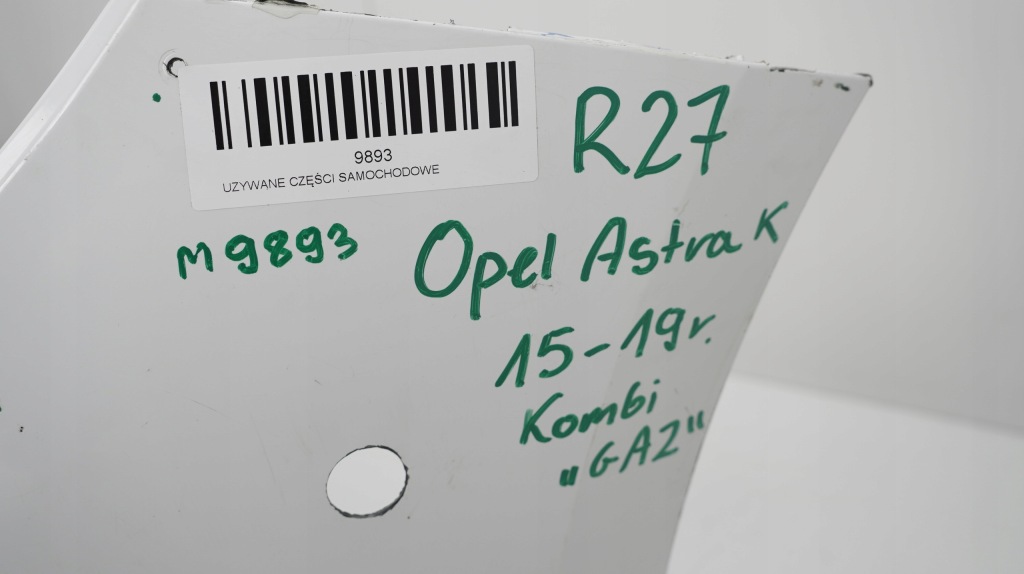 9893
UZYWANE CZĘŚCI SAMOCHODOWE
R27
M9893
Opel Astra K
15-19r.
Kombi
„GAZ"